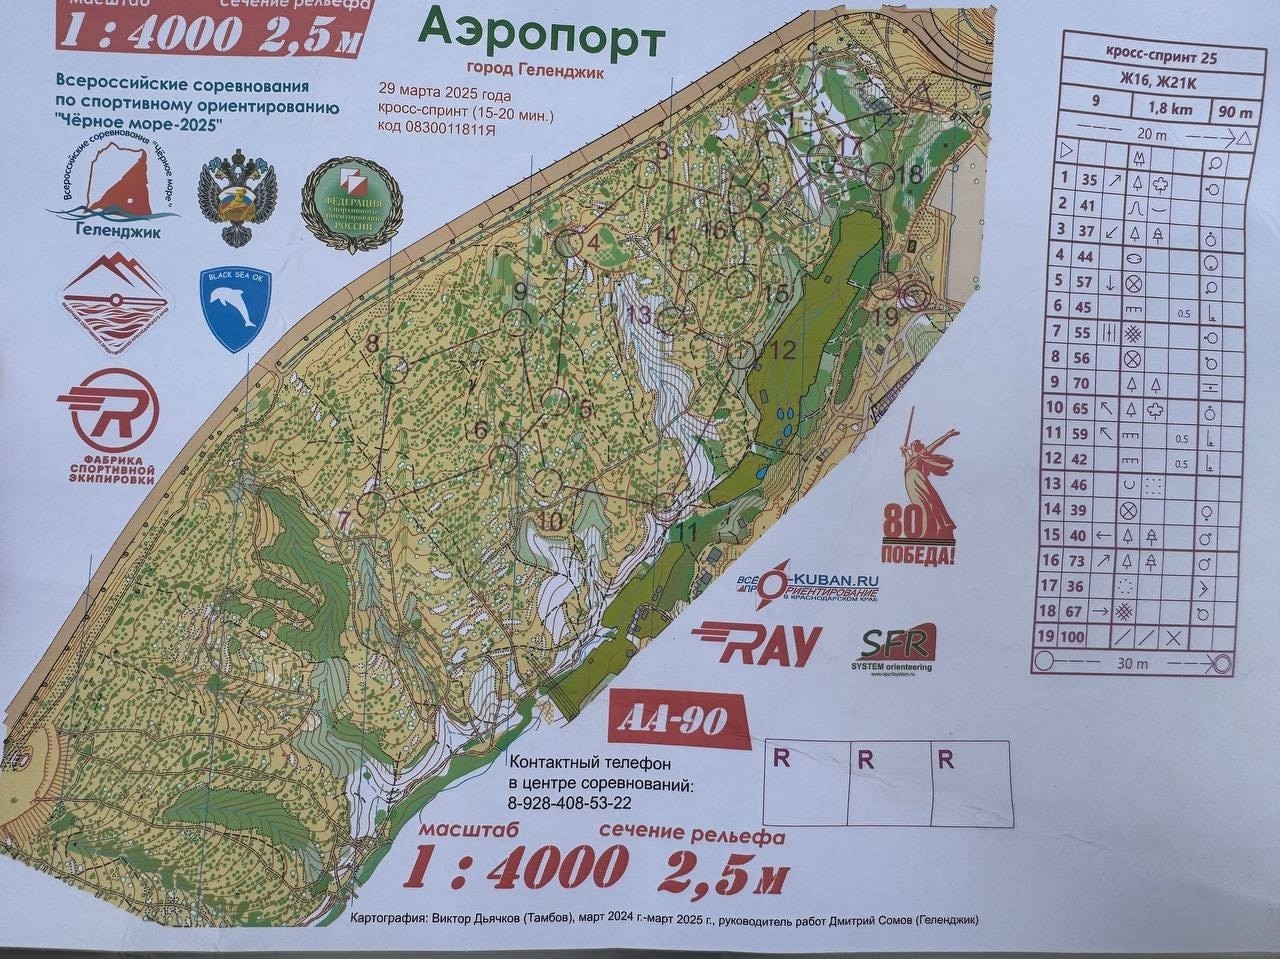 масштаб сечение рельефа
1 : 4000 2,5 м
Аэропорт
город Геленджик
Всероссийские соревнования
по спортивному ориентированию
"Чёрное море-2025"
29 марта 2025 года
кросс-спринт (15-20 мин.)
код 0830011811Я
Всероссийские соревнования "Чёрное море"
Геленджик
ФЕДЕРАЦИЯ
СПОРТИВНОГО
ОРИЕНТИРОВАНИЯ
РОССИИ
BLACK SEA OK
R
ФАБРИКА
СПОРТИВНОЙ
ЭКИПИРОВКИ
1
2
3
4
5
6
7
8
9
10
11
12
13
14
15
16
17
18
19
кросс-спринт 25
Ж16, Ж21К
9 1,8 km 90 m
20 m
1 35
2 41
3 37
4 44
5 57
6 45 0.5
7 55
8 56
9 70
10 65
11 59 0.5
12 42 0.5
13 46
14 39
15 40
16 73
17 36
18 67
19 100
30 m
80
ПОБЕДА!
O-KUBAN.RU
ОРИЕНТИРОВАНИЕ
В КРАСНОДАРСКОМ КРАЕ
RAY
SFR
SYSTEM orienteering
www.sportsystem.ru
AA-90
R R R
Контактный телефон
в центре соревнований:
8-928-408-53-22
масштаб сечение рельефа
1 : 4000 2,5 м
Картография: Виктор Дьячков (Тамбов), март 2024 г.-март 2025 г., руководитель работ Дмитрий Сомов (Геленджик)